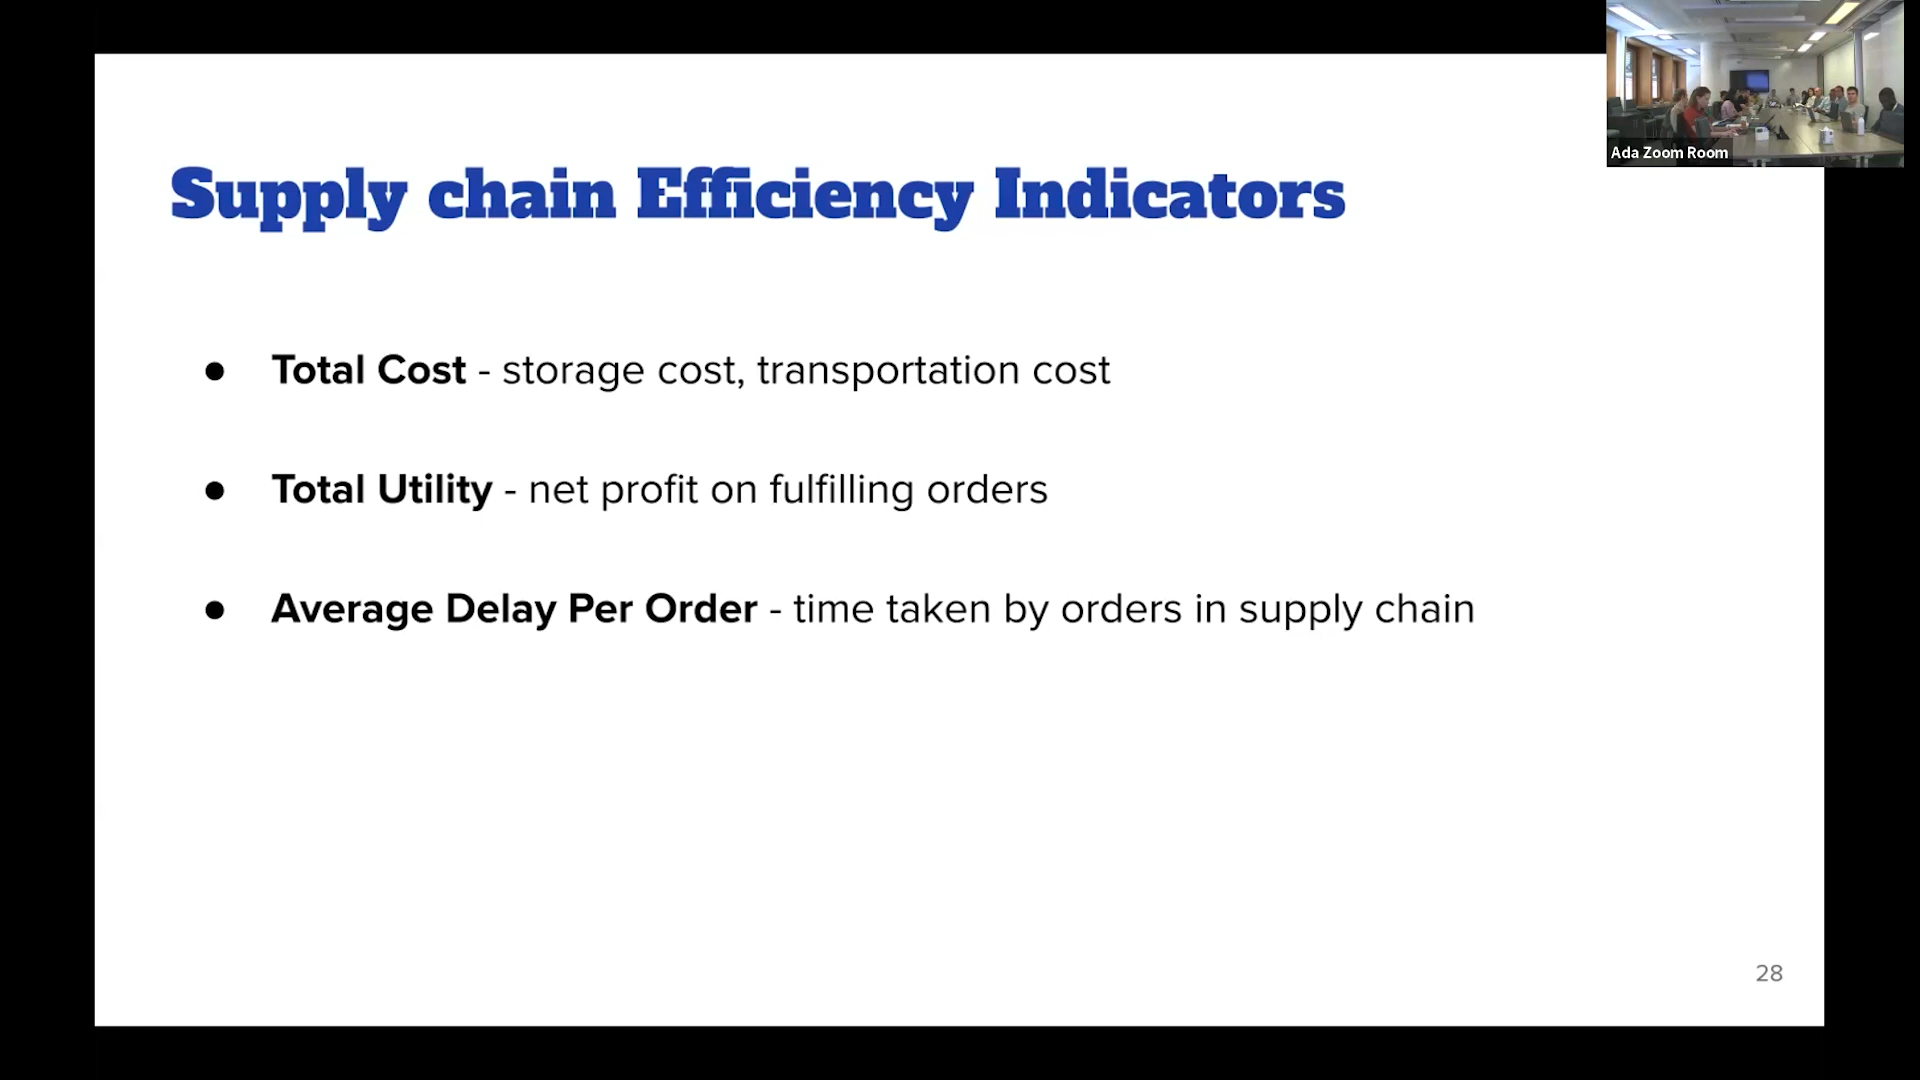 Supply chain Efficiency Indicators
● Total Cost - storage cost, transportation cost
● Total Utility - net profit on fulfilling orders
● Average Delay Per Order - time taken by orders in supply chain
28
Ada Zoom Room